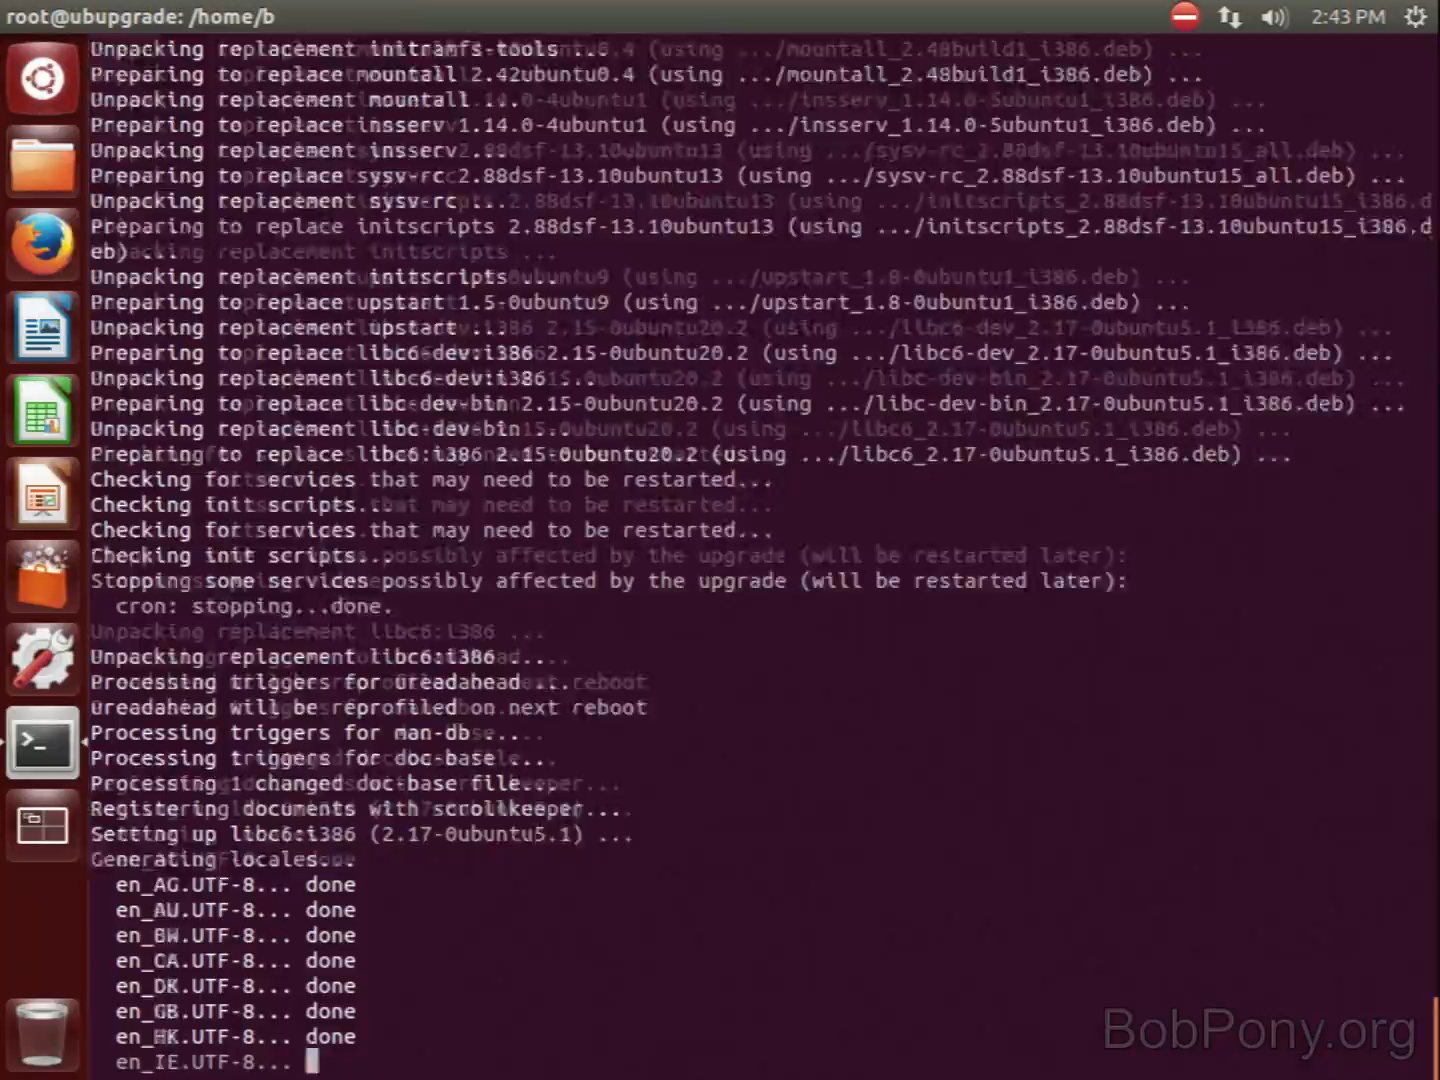 root@ubupgrade: /home/b
2:43 PM
Unpacking replacement initramfs-tools ...
Preparing to replace mountall 2.42ubuntu0.4 (using .../mountall_2.48build1_i386.deb) ...
Unpacking replacement mountall ...
Preparing to replace insserv 1.14.0-4ubuntu1 (using .../insserv_1.14.0-5ubuntu1_i386.deb) ...
Unpacking replacement insserv ...
Preparing to replace sysv-rc 2.88dsf-13.10ubuntu13 (using .../sysv-rc_2.88dsf-13.10ubuntu15_all.deb) ...
Unpacking replacement sysv-rc ...
Preparing to replace initscripts 2.88dsf-13.10ubuntu13 (using .../initscripts_2.88dsf-13.10ubuntu15_i386.d
eb) ...
Unpacking replacement initscripts ...
Preparing to replace upstart 1.5-0ubuntu9 (using .../upstart_1.8-0ubuntu1_i386.deb) ...
Unpacking replacement upstart ...
Preparing to replace libc6-dev:i386 2.15-0ubuntu20.2 (using .../libc6-dev_2.17-0ubuntu5.1_i386.deb) ...
Unpacking replacement libc6-dev:i386 ...
Preparing to replace libc-dev-bin 2.15-0ubuntu20.2 (using .../libc-dev-bin_2.17-0ubuntu5.1_i386.deb) ...
Unpacking replacement libc-dev-bin ...
Preparing to replace libc6:i386 2.15-0ubuntu20.2 (using .../libc6_2.17-0ubuntu5.1_i386.deb) ...
Checking for services that may need to be restarted...
Checking init scripts...
Checking for services that may need to be restarted...
Checking init scripts...
Stopping some services possibly affected by the upgrade (will be restarted later):
cron: stopping...done.
Unpacking replacement libc6:i386 ...
Processing triggers for ureadahead ...
ureadahead will be reprofiled on next reboot
Processing triggers for man-db ...
Processing triggers for doc-base ...
Processing 1 changed doc-base file...
Registering documents with scrollkeeper...
Setting up libc6:i386 (2.17-0ubuntu5.1) ...
Generating locales...
en_AG.UTF-8... done
en_AU.UTF-8... done
en_BW.UTF-8... done
en_CA.UTF-8... done
en_DK.UTF-8... done
en_GB.UTF-8... done
en_HK.UTF-8... done
en_IE.UTF-8...
BobPony.org